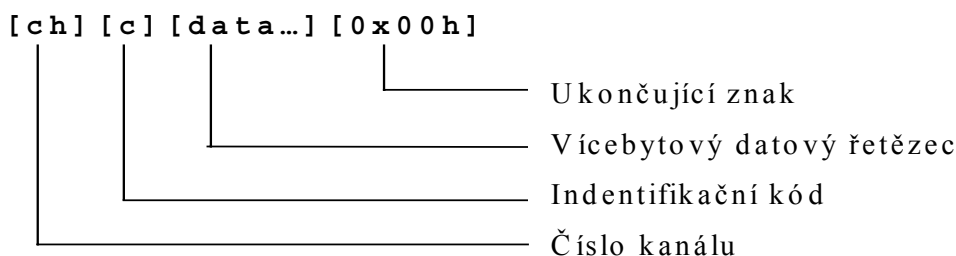 [ch][c][data…][0x00h]
Ukončující znak
Vícebytový datový řetězec
Indentifikační kód
Číslo kanálu